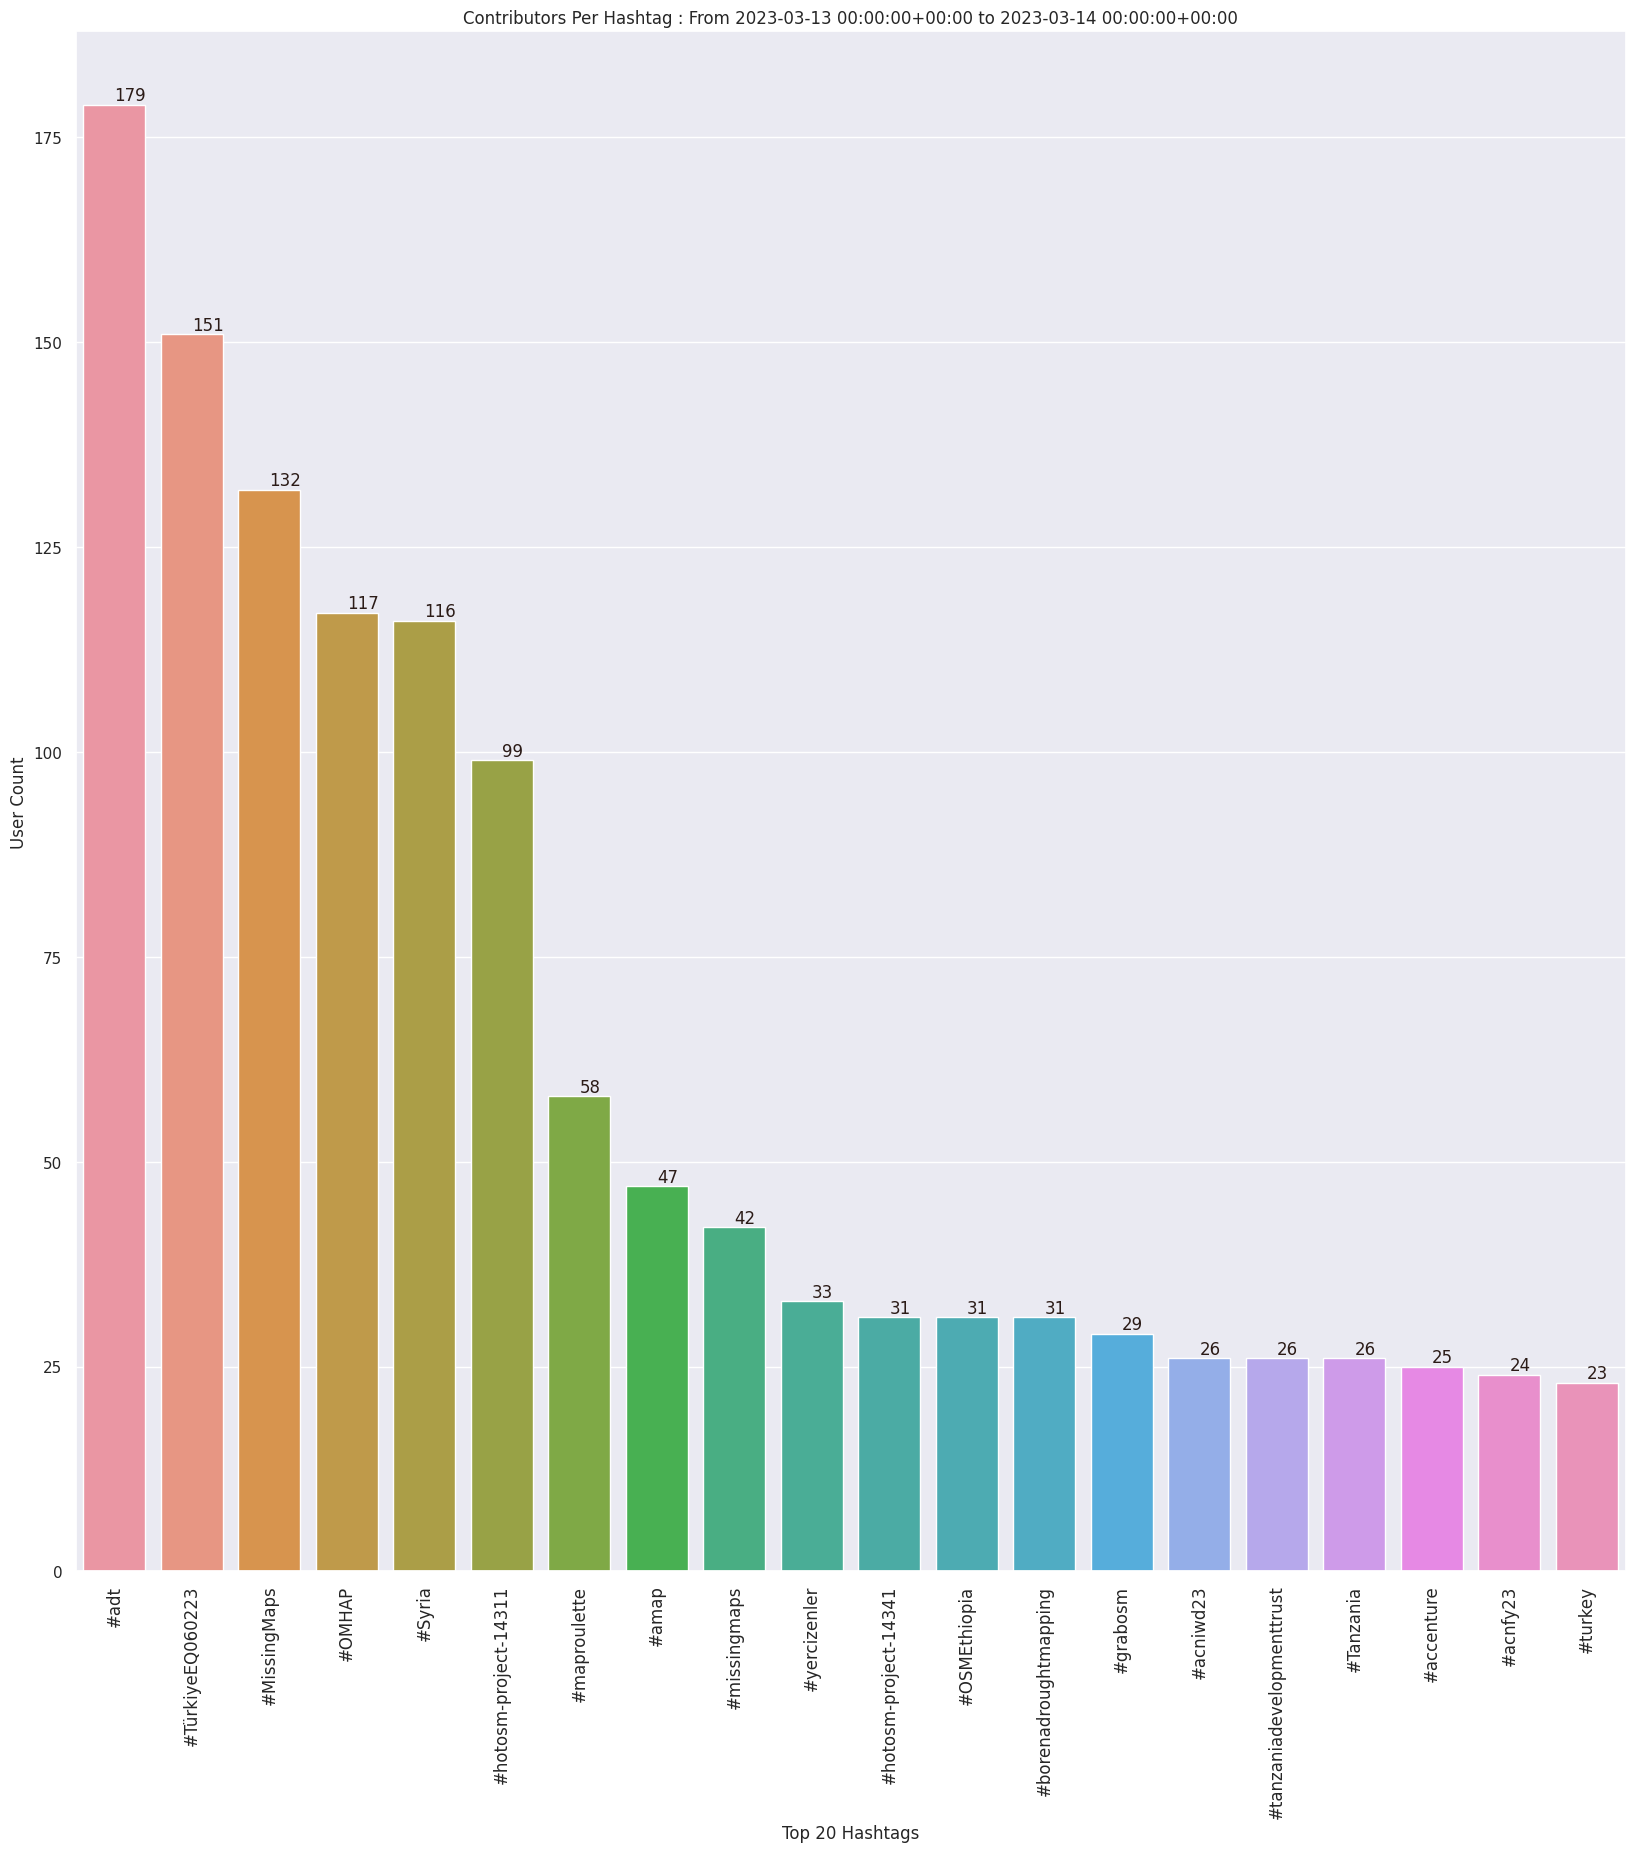 Contributors Per Hashtag : From 2023-03-13 00:00:00+00:00 to 2023-03-14 00:00:00+00:00
User Count
175
150
125
100
75
50
25
0
179
151
132
117
116
99
58
47
42
33
31
31
31
29
26
26
26
25
24
23
#adt
#TürkiyeEQ060223
#MissingMaps
#OMHAP
#Syria
#hotosm-project-14311
#maproulette
#amap
#missingmaps
#yercizenler
#hotosm-project-14341
#OSMEthiopia
#borenadroughtmapping
#grabosm
#acniwd23
#tanzaniadevelopmenttrust
#Tanzania
#accenture
#acnfy23
#turkey
Top 20 Hashtags